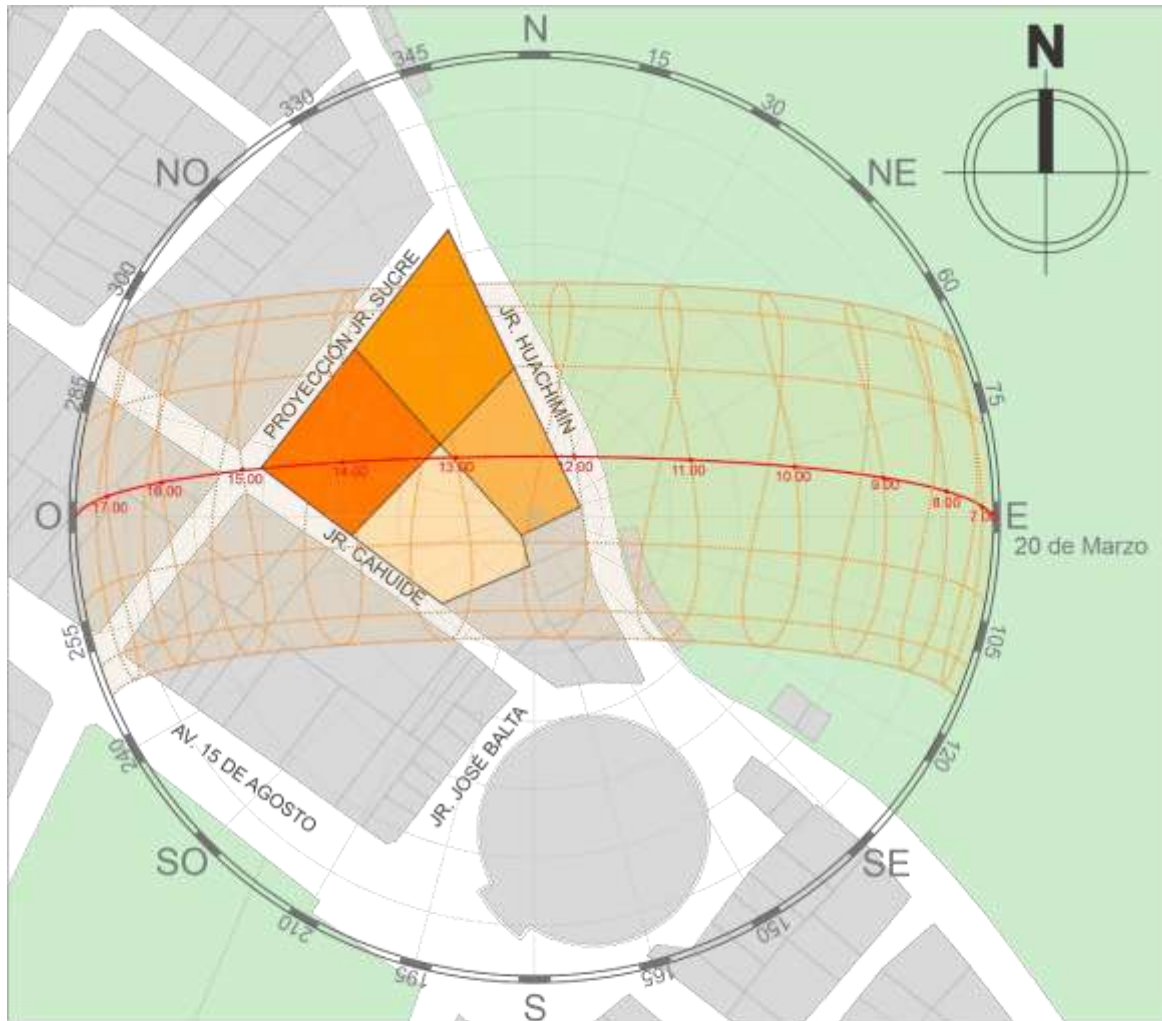 N
N
345
15
330
30
NO
NE
300
60
PROYECCIÓN JR. SUCRE
JR. HUACHIMÍN
285
75
17.00
16.00
15.00
14.00
13.00
12.00
11.00
10.00
9.00
8.00
7.00
O
E
20 de Marzo
JR. CAHUIDE
255
105
240
120
AV. 15 DE AGOSTO
JR. JOSÉ BALTA
SO
SE
210
150
195
165
S